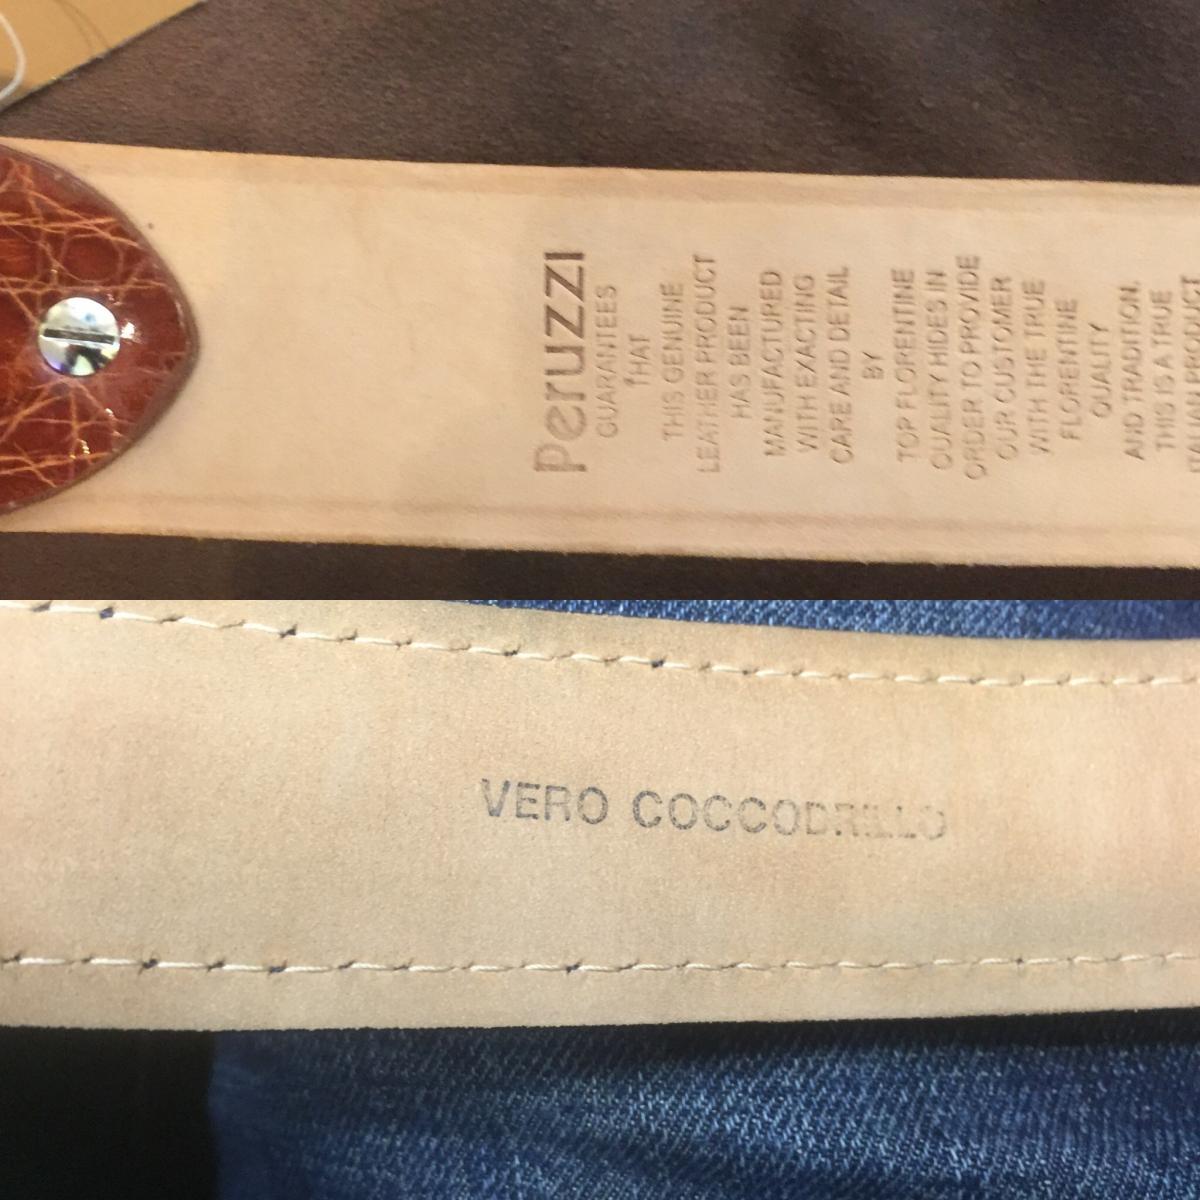 Peruzzi
GUARANTEES
THAT
THIS GENUINE
LEATHER PRODUCT
HAS BEEN
MANUFACTURED
WITH EXACTING
CARE AND DETAIL
BY
TOP FLORENTINE
QUALITY HIDES IN
ORDER TO PROVIDE
OUR CUSTOMER
WITH THE TRUE
FLORENTINE
QUALITY
AND TRADITION.
THIS IS A TRUE
ITALIAN PRODUCT
VERO COCCODRILLO